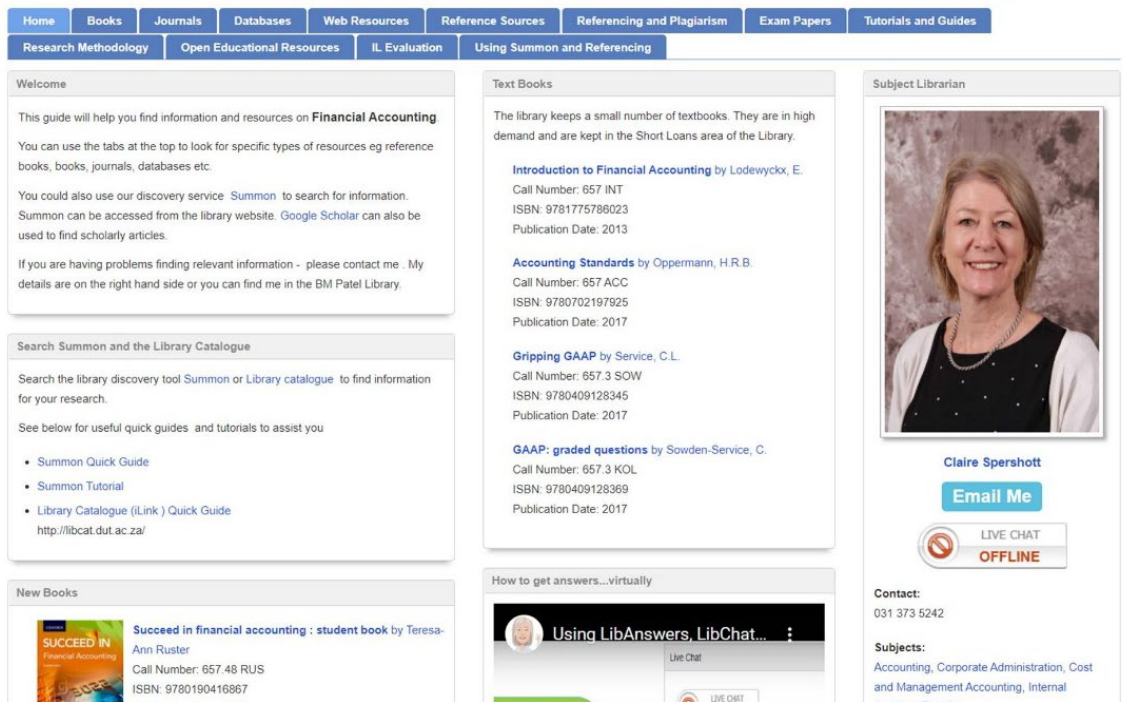 Home Books Journals Databases Web Resources Reference Sources Referencing and Plagiarism Exam Papers Tutorials and Guides
Research Methodology Open Educational Resources IL Evaluation Using Summon and Referencing
Welcome
This guide will help you find information and resources on Financial Accounting.
You can use the tabs at the top to look for specific types of resources eg reference
books, books, journals, databases etc.
You could also use our discovery service Summon to search for information.
Summon can be accessed from the library website. Google Scholar can also be
used to find scholarly articles.
If you are having problems finding relevant information - please contact me . My
details are on the right hand side or you can find me in the BM Patel Library.
Search Summon and the Library Catalogue
Search the library discovery tool Summon or Library catalogue to find information
for your research.
See below for useful quick guides and tutorials to assist you
Summon Quick Guide
Summon Tutorial
Library Catalogue (iLink ) Quick Guide
http://libcat.dut.ac.za/
New Books
SUCCEED IN
Financial Accounting
Succeed in financial accounting : student book by Teresa-
Ann Ruster
Call Number: 657.48 RUS
ISBN: 9780190416867
Text Books
The library keeps a small number of textbooks. They are in high
demand and are kept in the Short Loans area of the Library.
Introduction to Financial Accounting by Lodewyckx, E.
Call Number: 657 INT
ISBN: 9781775786023
Publication Date: 2013
Accounting Standards by Oppermann, H.R.B.
Call Number: 657 ACC
ISBN: 9780702197925
Publication Date: 2017
Gripping GAAP by Service, C.L.
Call Number: 657.3 SOW
ISBN: 9780409128345
Publication Date: 2017
GAAP: graded questions by Sowden-Service, C.
Call Number: 657.3 KOL
ISBN: 9780409128369
Publication Date: 2017
How to get answers...virtually
Using LibAnswers, LibChat...
Live Chat
LIVE CHAT
Subject Librarian
Claire Spershott
Email Me
LIVE CHAT
OFFLINE
Contact:
031 373 5242
Subjects:
Accounting, Corporate Administration, Cost
and Management Accounting, Internal